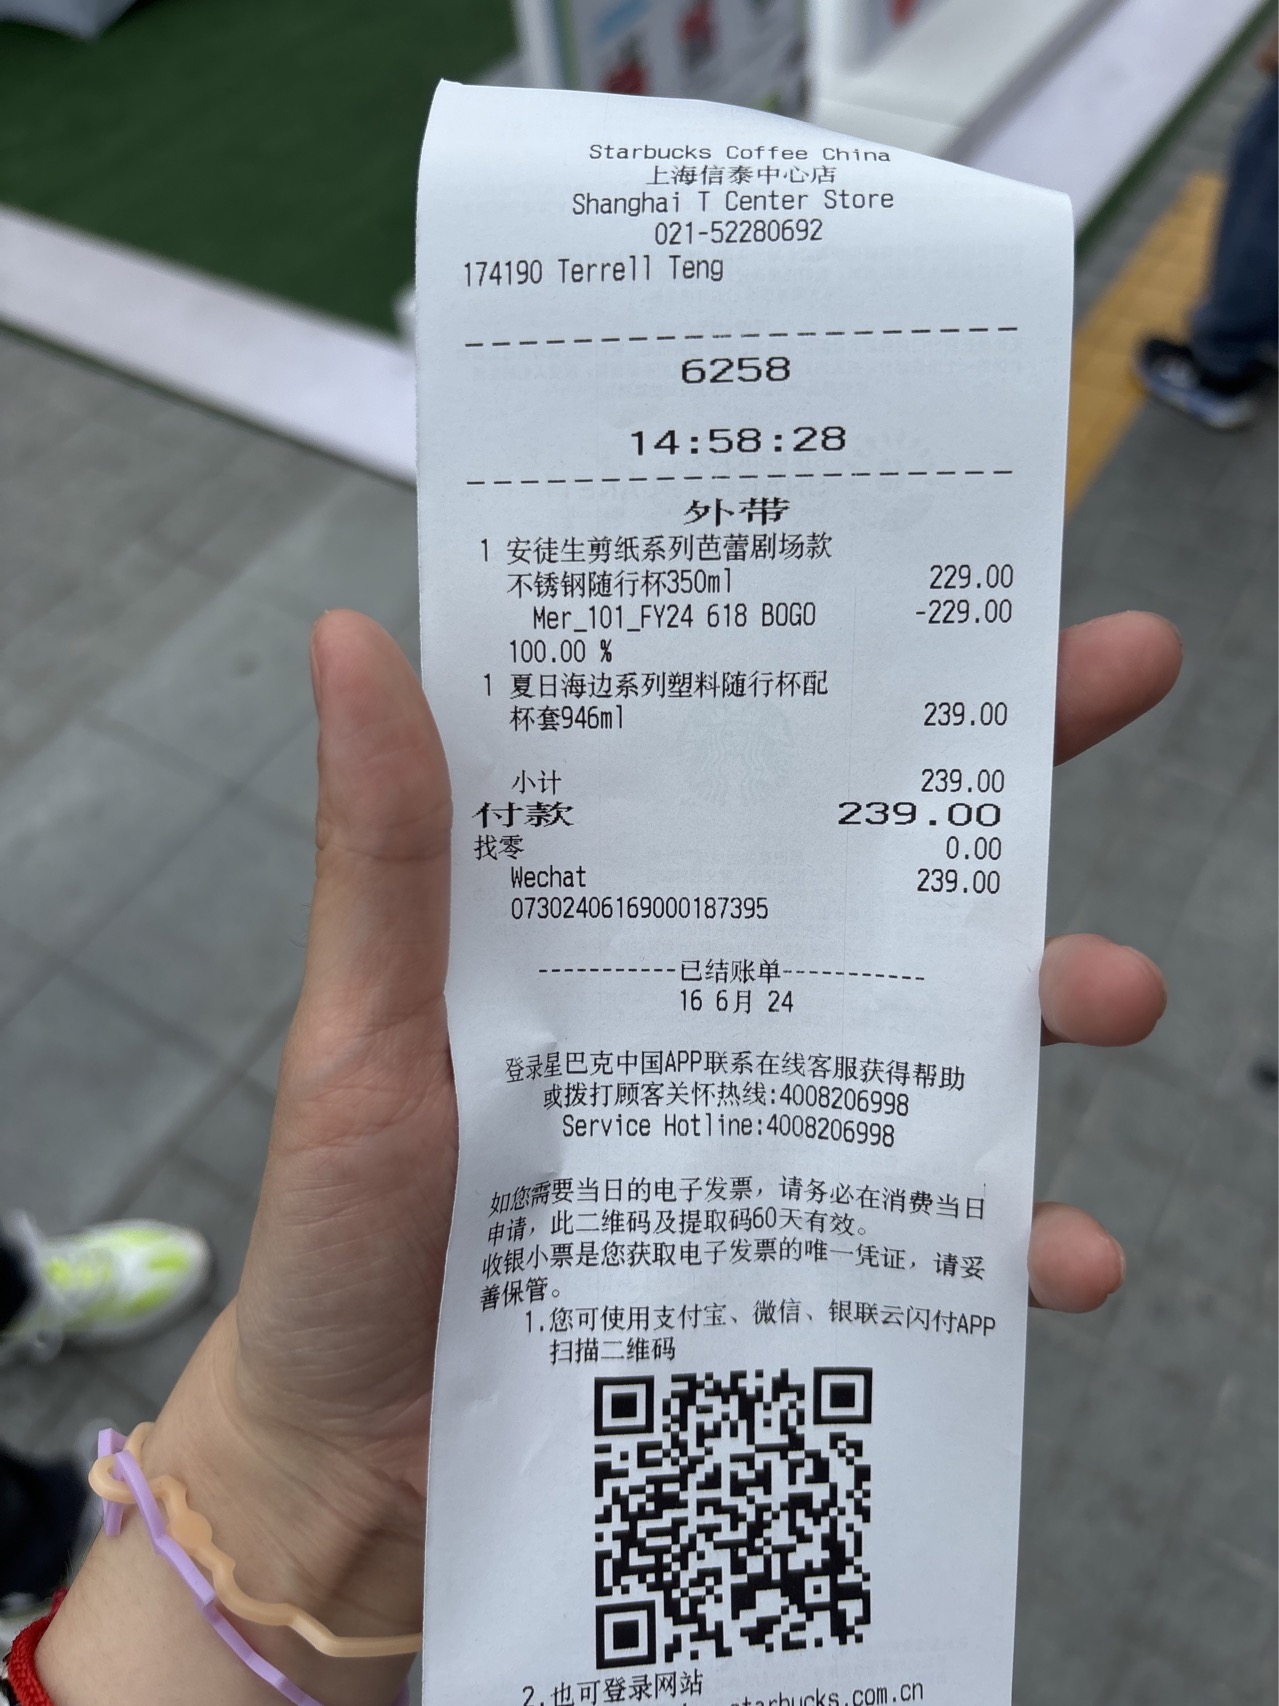 Starbucks Coffee China
上海信泰中心店
Shanghai T Center Store
021-52280692
174190 Terrell Teng
6258
14:58:28
外带
1 安徒生剪纸系列芭蕾剧场款
不锈钢随行杯350ml 229.00
Mer_101_FY24 618 BOGO -229.00
100.00 %
1 夏日海边系列塑料随行杯配
杯套946ml 239.00
小计 239.00
付款 239.00
找零 0.00
Wechat 239.00
07302406169000187395
-----------已结账单-----------
16 6月 24
登录星巴克中国APP联系在线客服获得帮助
或拨打顾客关怀热线:4008206998
Service Hotline:4008206998
如您需要当日的电子发票，请务必在消费当日
申请，此二维码及提取码60天有效。
收银小票是您获取电子发票的唯一凭证，请妥
善保管。
1.您可使用支付宝、微信、银联云闪付APP
扫描二维码
2.也可登录网站
starbucks.com.cn